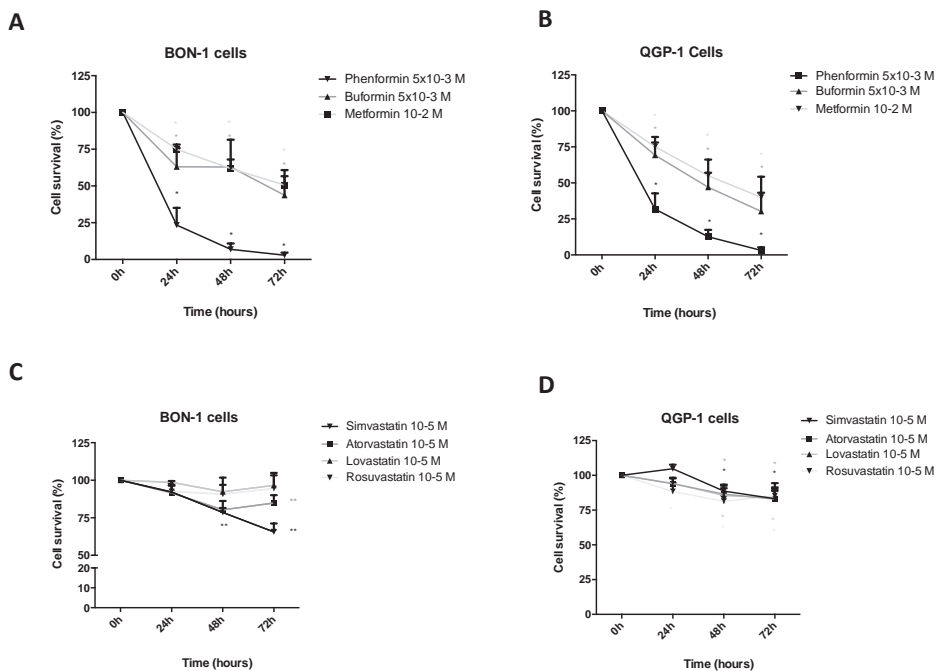 A
BON-1 cells
Phenformin 5x10-3 M
Buformin 5x10-3 M
Metformin 10-2 M
Cell survival (%)
125
100
75
50
25
0
0h
24h
48h
72h
Time (hours)
B
QGP-1 Cells
Phenformin 5x10-3 M
Buformin 5x10-3 M
Metformin 10-2 M
Cell survival (%)
125
100
75
50
25
0
0h
24h
48h
72h
Time (hours)
C
BON-1 cells
Simvastatin 10-5 M
Atorvastatin 10-5 M
Lovastatin 10-5 M
Rosuvastatin 10-5 M
Cell survival (%)
125
100
75
50
20
10
0
**
**
**
0h
24h
48h
72h
Time (hours)
D
QGP-1 cells
Simvastatin 10-5 M
Atorvastatin 10-5 M
Lovastatin 10-5 M
Rosuvastatin 10-5 M
Cell survival (%)
125
100
75
50
25
0
0h
24h
48h
72h
Time (hours)